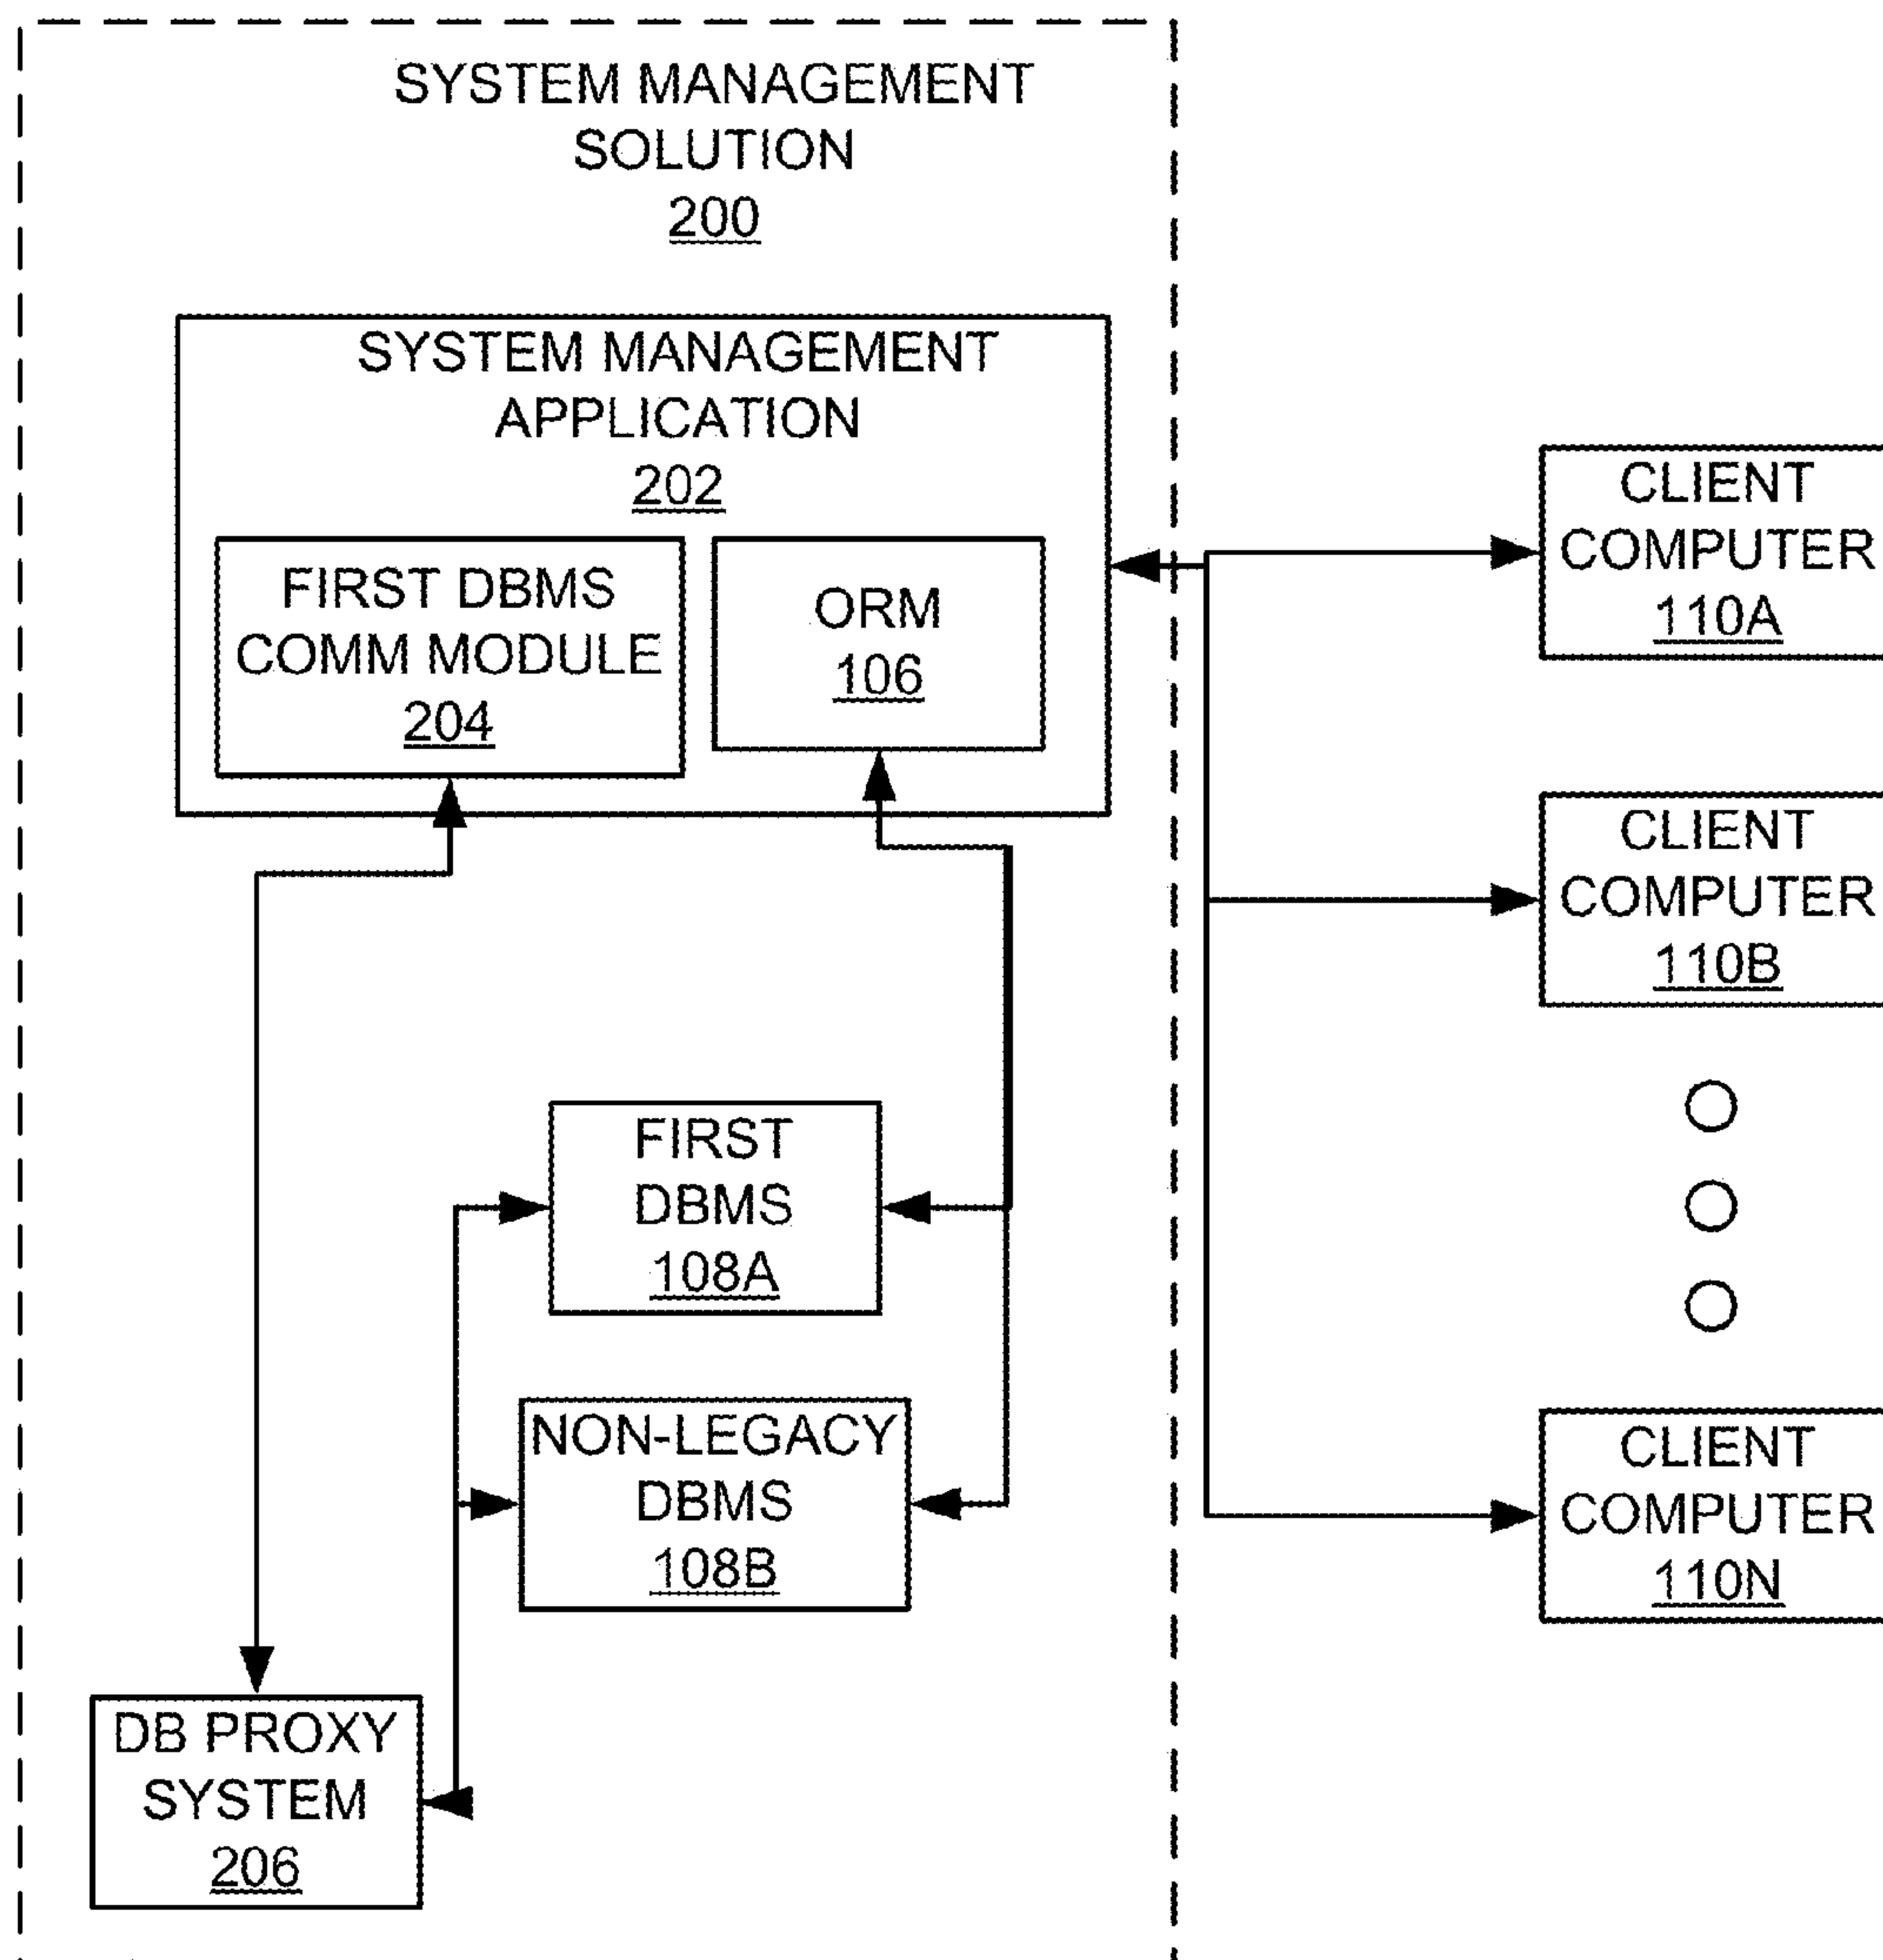 SYSTEM MANAGEMENT
SOLUTION
200
SYSTEM MANAGEMENT
APPLICATION
202
FIRST DBMS
COMM MODULE
204
ORM
106
CLIENT
COMPUTER
110A
CLIENT
COMPUTER
110B
FIRST
DBMS
108A
NON-LEGACY
DBMS
108B
CLIENT
COMPUTER
110N
DB PROXY
SYSTEM
206